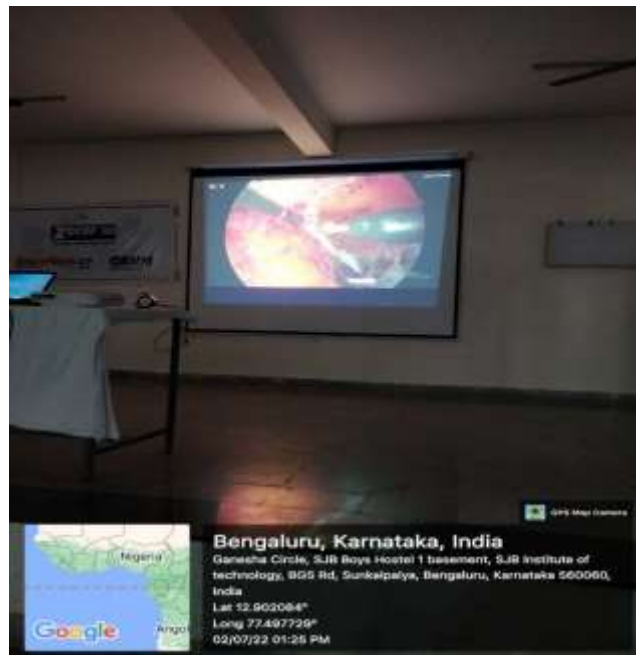 GPS Map Camera
Bengaluru, Karnataka, India
Ganesha Circle, SJB Boys Hostel 1 basement, SJB Institute of
technology, BGS Rd, Sunkalpalya, Bengaluru, Karnataka 560060,
India
Lat 12.902084°
Long 77.497729°
02/07/22 01:25 PM
Nigeria
Angol
Google